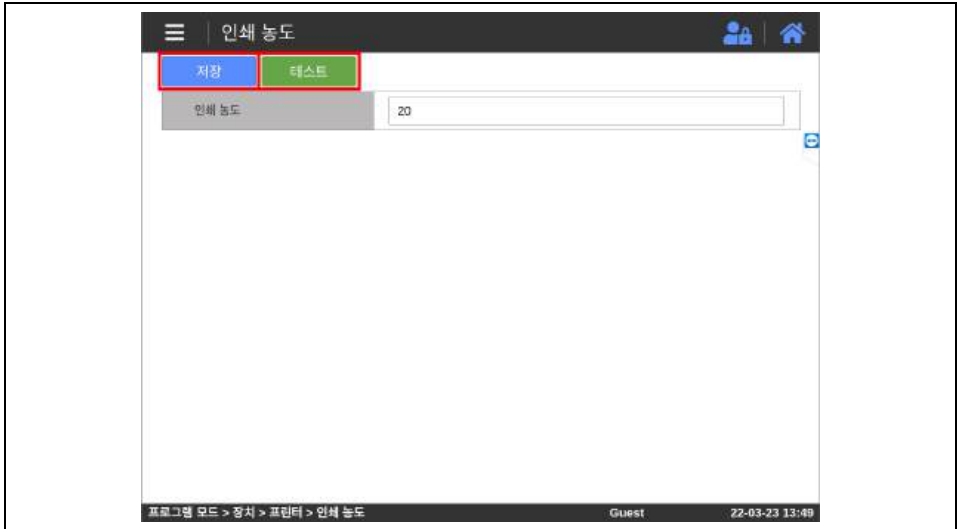 인쇄 농도
저장 테스트
인쇄 농도 20
프로그램 모드 > 장치 > 프린터 > 인쇄 농도 Guest 22-03-23 13:49